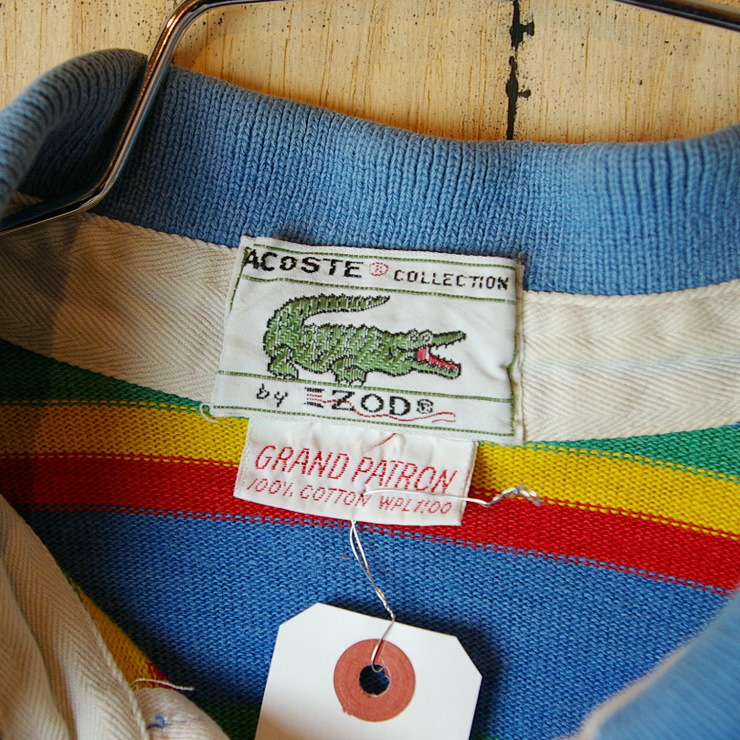 ACOSTE® COLLECTION
by IZOD®
GRAND PATRON
100% COTTON WPL7100